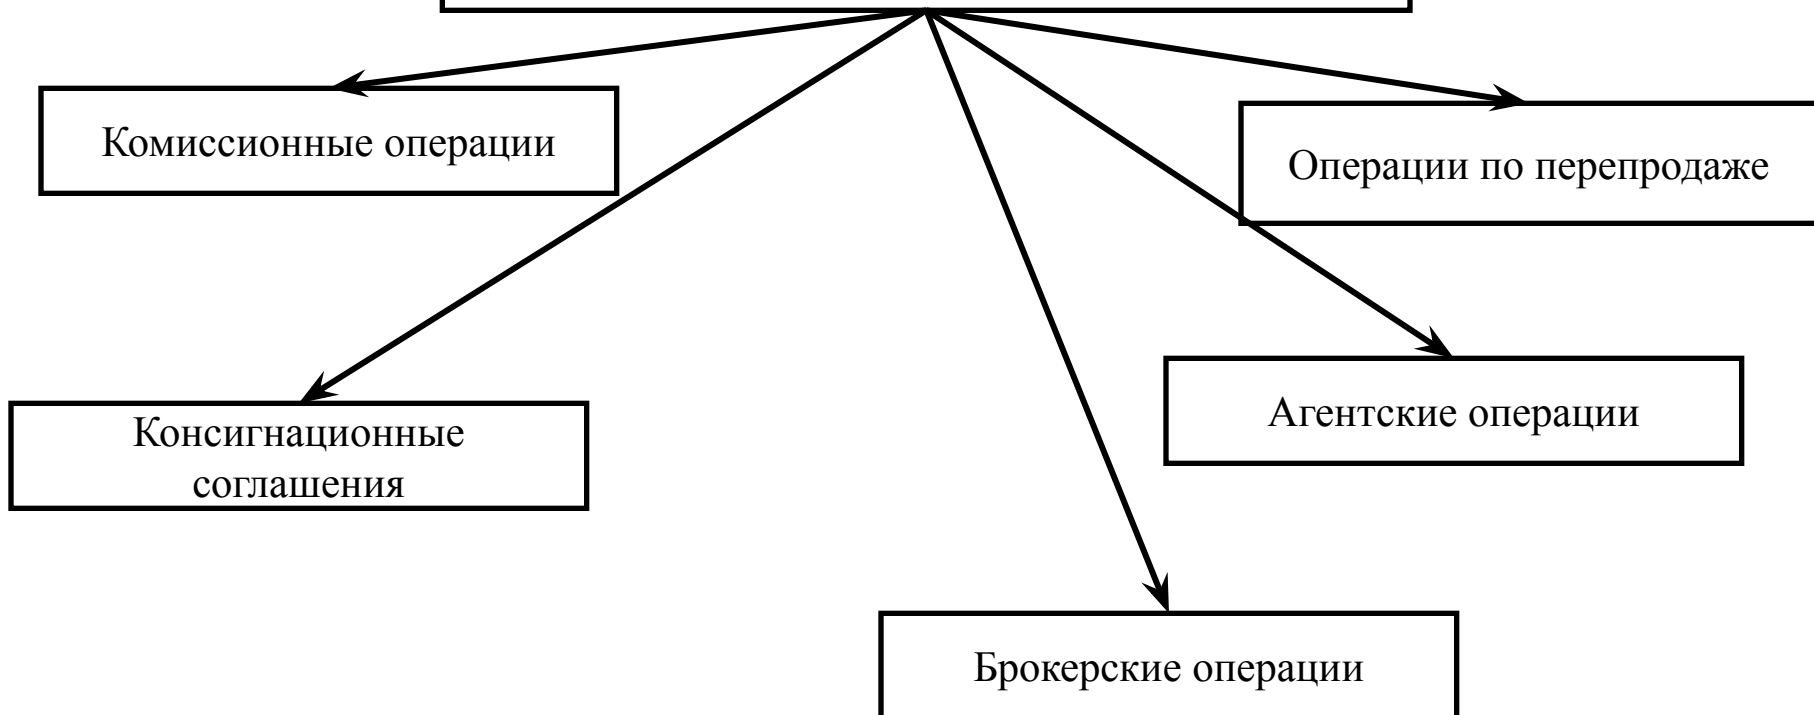 Комиссионные операции
Операции по перепродаже
Агентские операции
Консигнационные
соглашения
Брокерские операции